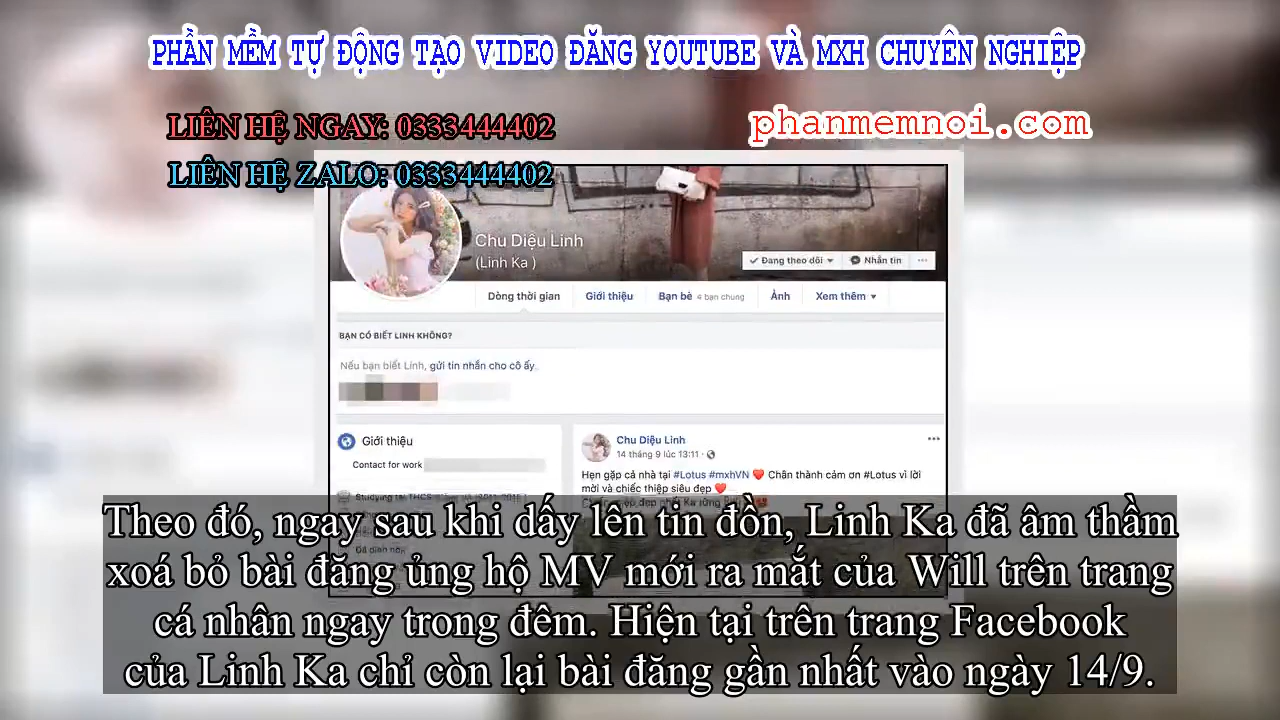 PHẦN MỀM TỰ ĐỘNG TẠO VIDEO ĐĂNG YOUTUBE VÀ MXH CHUYÊN NGHIỆP
LIÊN HỆ NGAY: 0333444402
phanmemnoi.com
LIÊN HỆ ZALO: 0333444402
Chu Diệu Linh
(Linh Ka )
Đang theo dõi
Nhắn tin
Dòng thời gian
Giới thiệu
Bạn bè 4 bạn chung
Ảnh
Xem thêm
BẠN CÓ BIẾT LINH KHÔNG?
Nếu bạn biết Linh, gửi tin nhắn cho cô ấy.
Giới thiệu
Contact for work
Chu Diệu Linh
14 tháng 9 lúc 13:11
Hẹn gặp cả nhà tại #Lotus #mxhVN ❤️ Chân thành cảm ơn #Lotus vì lời
mời và chiếc thiệp siêu đẹp ❤️
Studying tại THCS
Theo đó, ngay sau khi dấy lên tin đồn, Linh Ka đã âm thầm
xoá bỏ bài đăng ủng hộ MV mới ra mắt của Will trên trang
cá nhân ngay trong đêm. Hiện tại trên trang Facebook
của Linh Ka chỉ còn lại bài đăng gần nhất vào ngày 14/9.